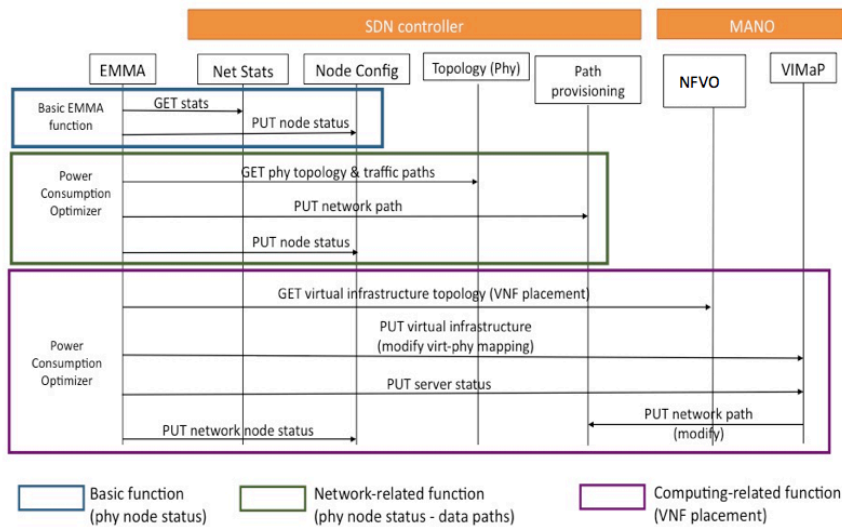 SDN controller
MANO
EMMA
Net Stats
Node Config
Topology (Phy)
Path
provisioning
NFVO
VIMaP
Basic EMMA
function
GET stats
PUT node status
Power
Consumption
Optimizer
GET phy topology & traffic paths
PUT network path
PUT node status
GET virtual infrastructure topology (VNF placement)
PUT virtual infrastructure
(modify virt-phy mapping)
Power
Consumption
Optimizer
PUT server status
PUT network path
(modify)
PUT network node status
Basic function
(phy node status)
Network-related function
(phy node status - data paths)
Computing-related function
(VNF placement)